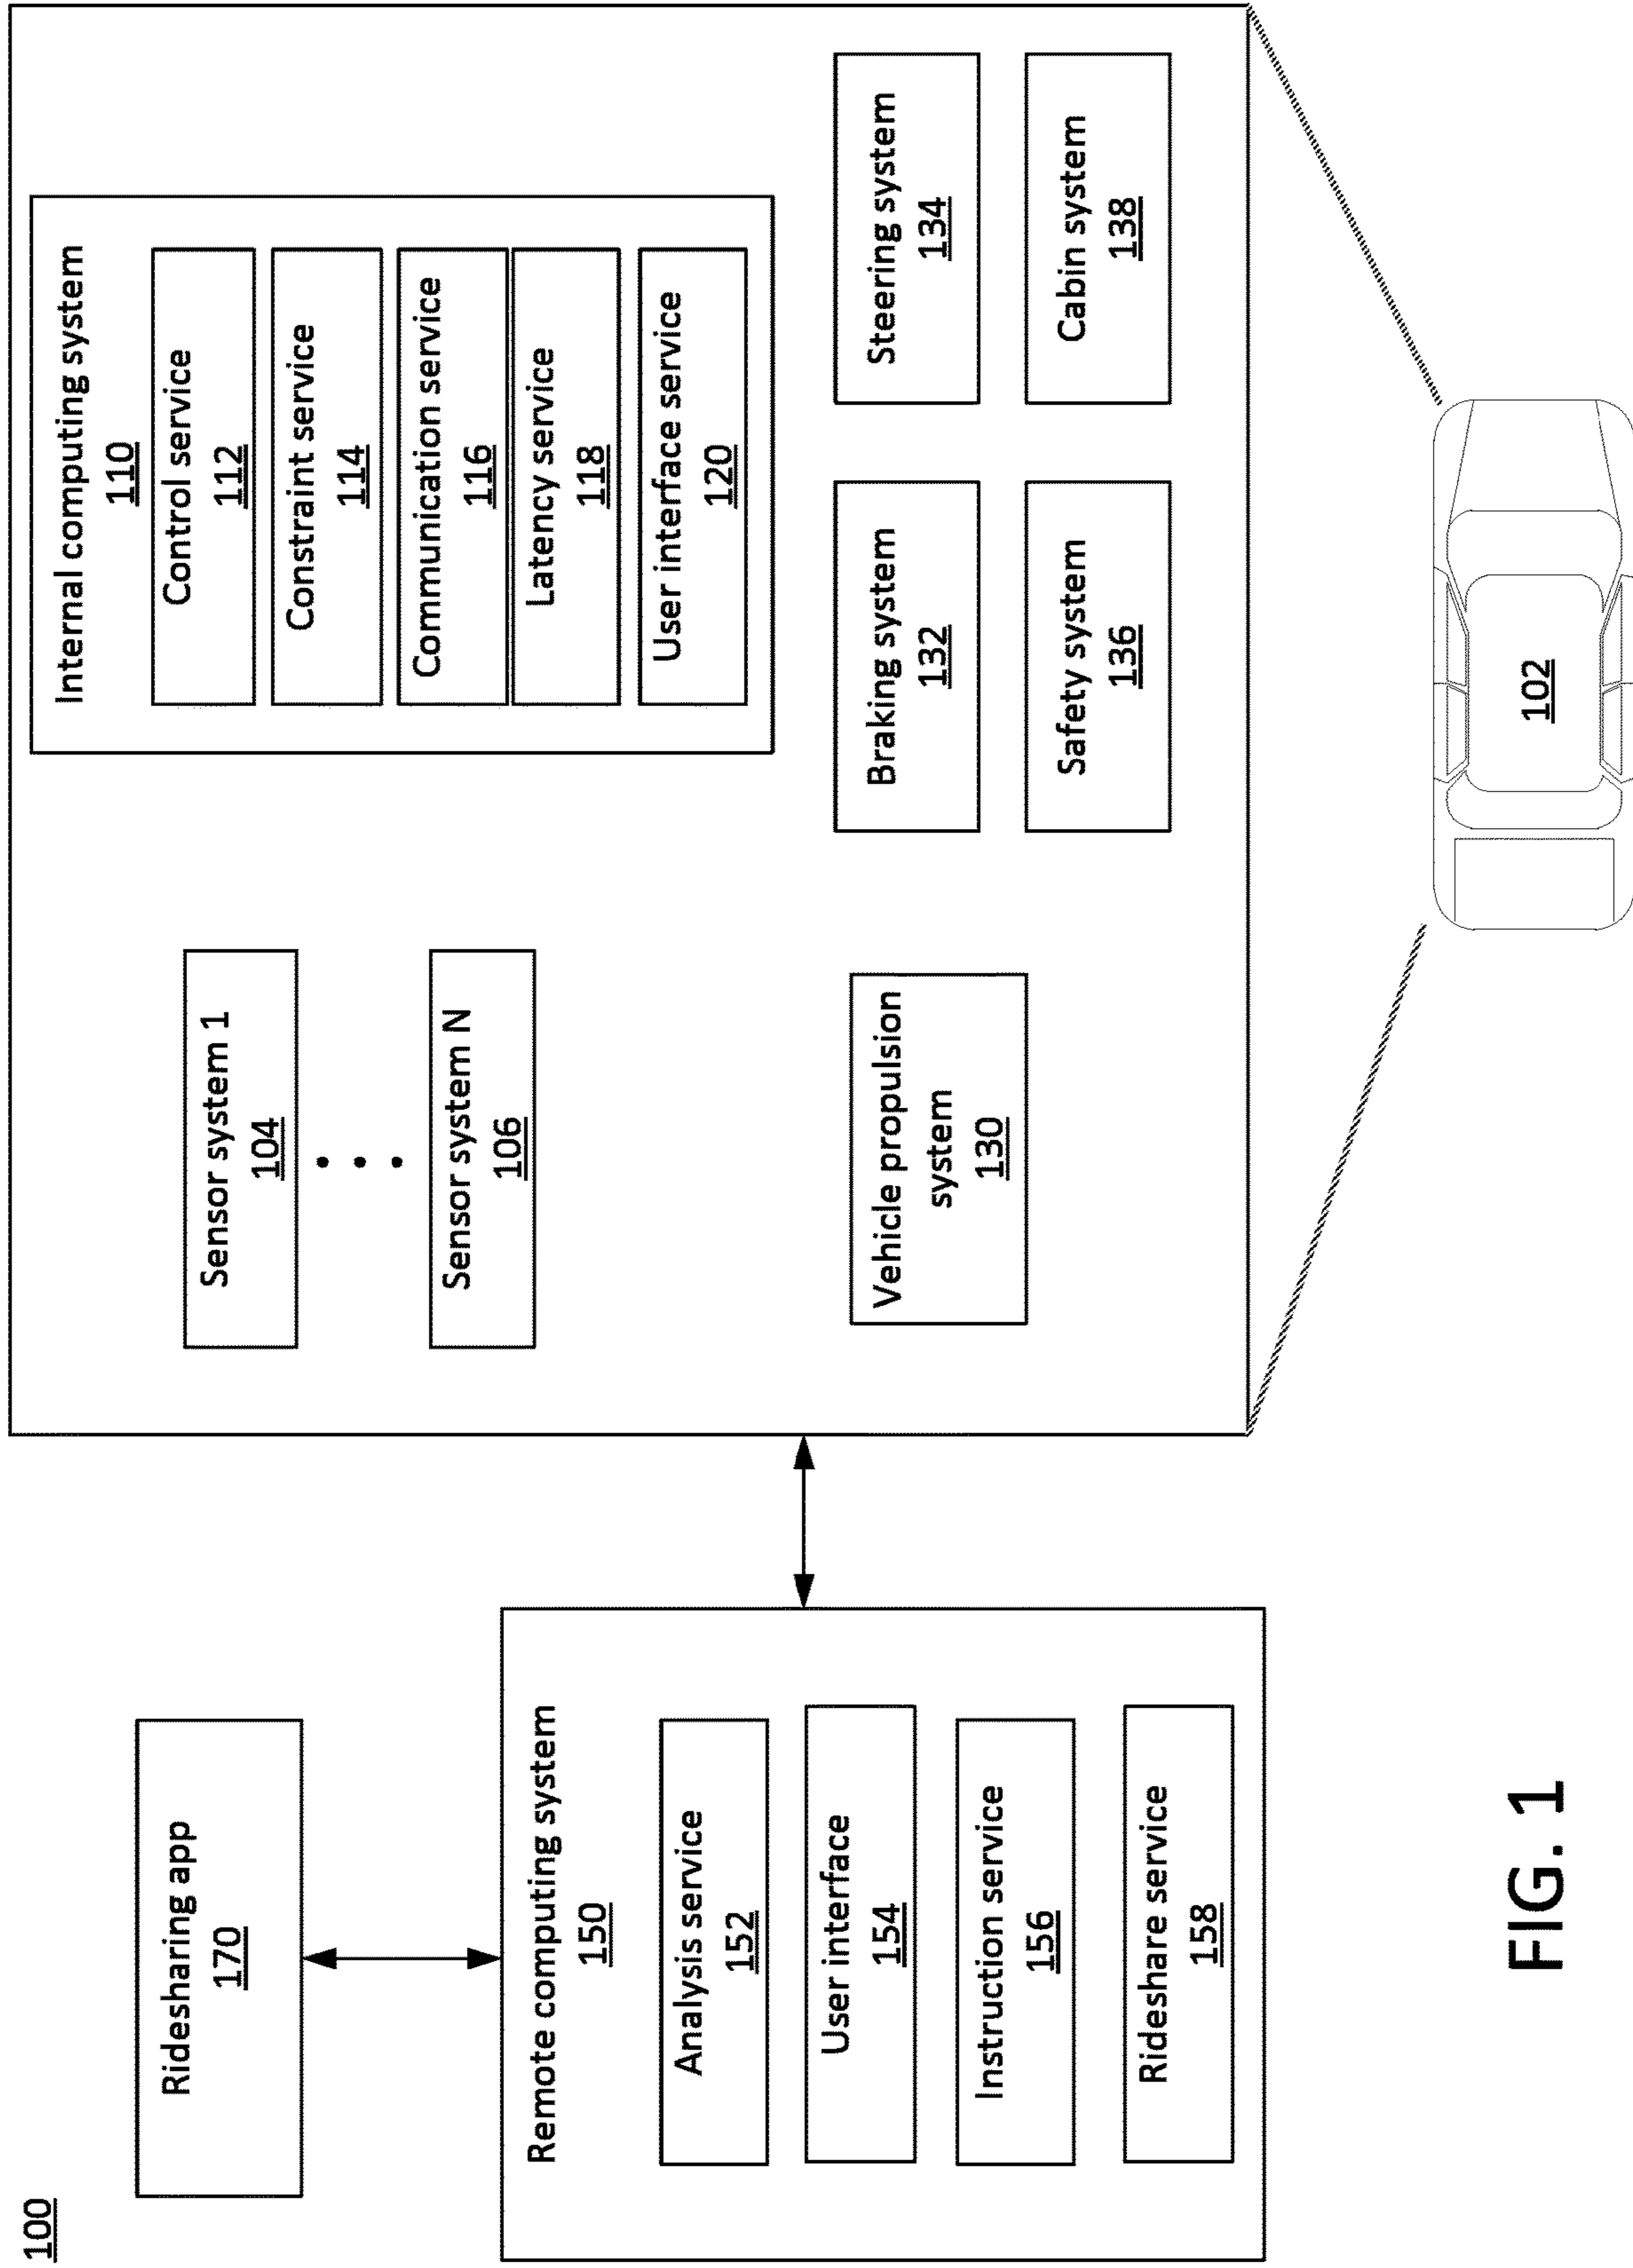 100
Ridesharing app
170
Remote computing system
150
Analysis service
152
User interface
154
Instruction service
156
Rideshare service
158
Sensor system 1
104
Sensor system N
106
Internal computing system
110
Control service
112
Constraint service
114
Communication service
116
Latency service
118
User interface service
120
Vehicle propulsion
system
130
Braking system
132
Steering system
134
Safety system
136
Cabin system
138
102
FIG. 1